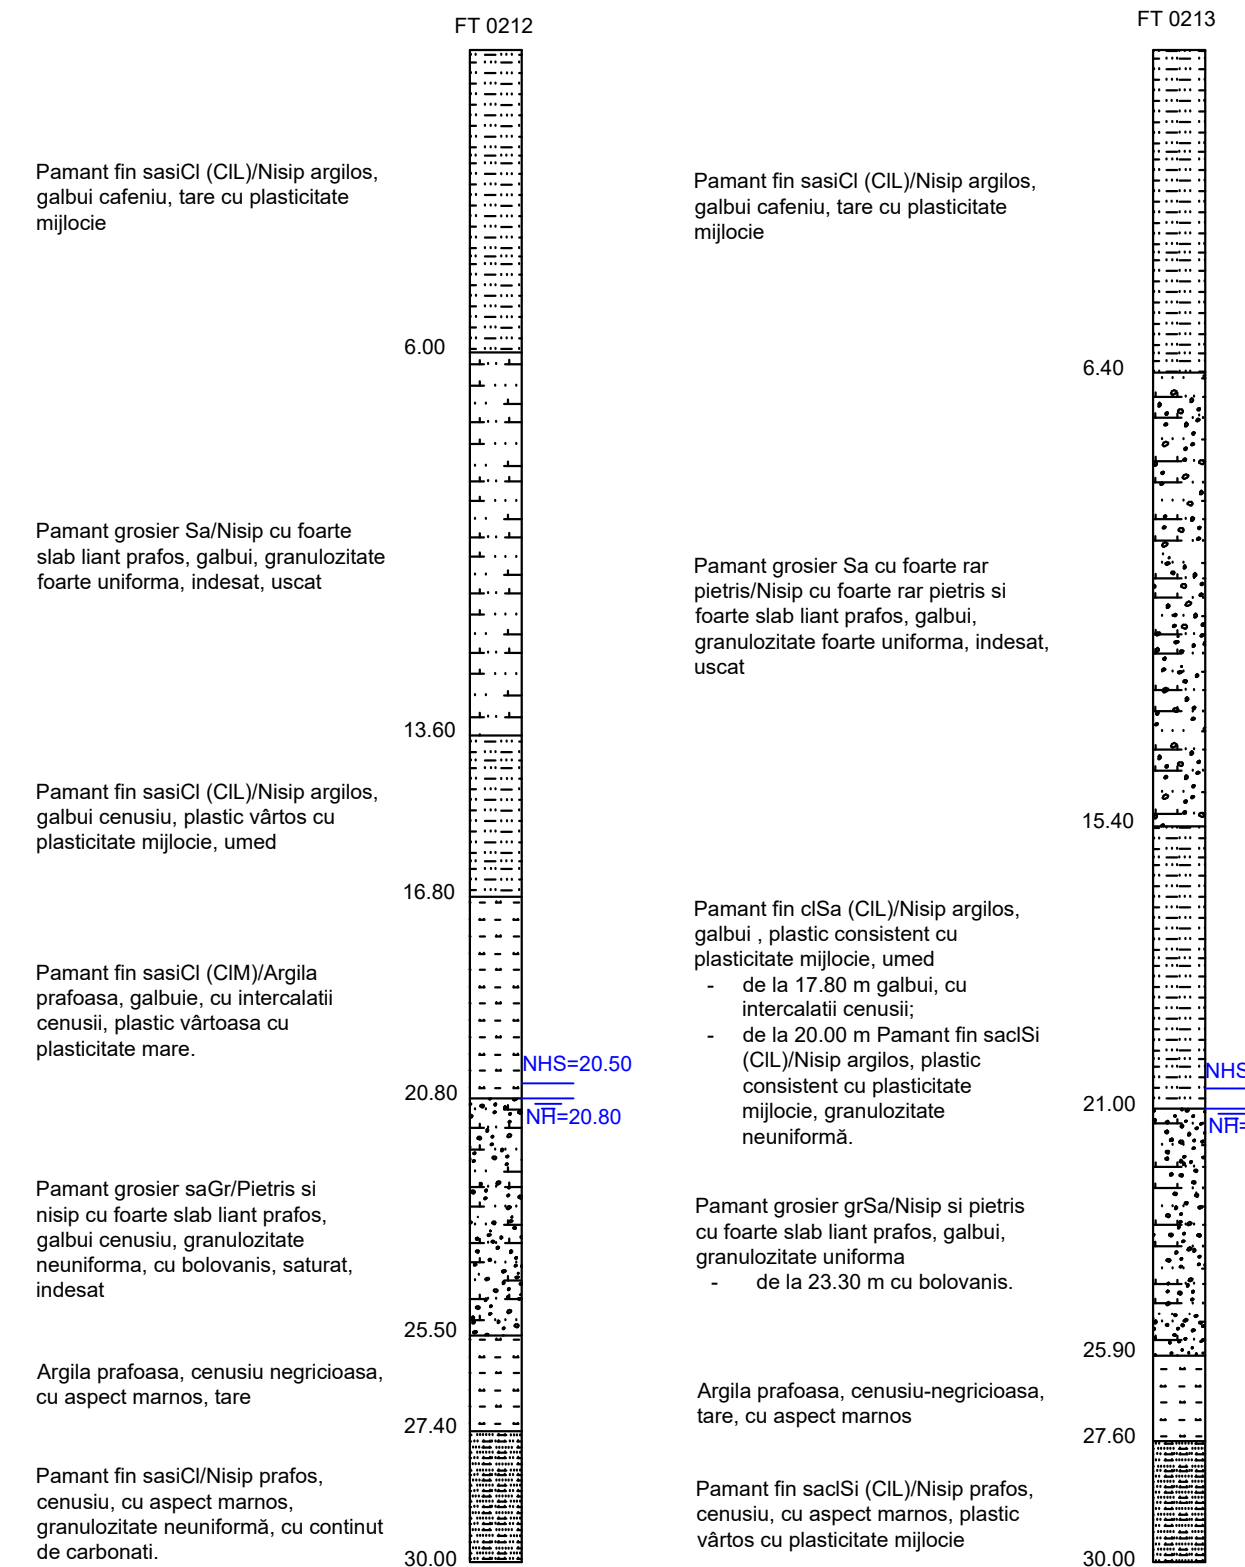 FT 0212
Pamant fin sasiCl (ClL)/Nisip argilos,
galbui cafeniu, tare cu plasticitate
mijlocie
6.00
Pamant grosier Sa/Nisip cu foarte
slab liant prafos, galbui, granulozitate
foarte uniforma, indesat, uscat
13.60
Pamant fin sasiCl (ClL)/Nisip argilos,
galbui cenusiu, plastic vârtos cu
plasticitate mijlocie, umed
16.80
Pamant fin sasiCl (ClM)/Argila
prafoasa, galbuie, cu intercalatii
cenusii, plastic vârtoasa cu
plasticitate mare.
NHS=20.50
20.80
NH=20.80
Pamant grosier saGr/Pietris si
nisip cu foarte slab liant prafos,
galbui cenusiu, granulozitate
neuniforma, cu bolovanis, saturat,
indesat
25.50
Argila prafoasa, cenusiu negricioasa,
cu aspect marnos, tare
27.40
Pamant fin sasiCl/Nisip prafos,
cenusiu, cu aspect marnos,
granulozitate neuniformă, cu continut
de carbonati.
30.00
FT 0213
Pamant fin sasiCl (ClL)/Nisip argilos,
galbui cafeniu, tare cu plasticitate
mijlocie
6.40
Pamant grosier Sa cu foarte rar
pietris/Nisip cu foarte rar pietris si
foarte slab liant prafos, galbui,
granulozitate foarte uniforma, indesat,
uscat
15.40
Pamant fin clSa (ClL)/Nisip argilos,
galbui , plastic consistent cu
plasticitate mijlocie, umed
- de la 17.80 m galbui, cu
intercalatii cenusii;
- de la 20.00 m Pamant fin saclSi
(ClL)/Nisip argilos, plastic
consistent cu plasticitate
mijlocie, granulozitate
neuniformă.
NHS
21.00
NH=
Pamant grosier grSa/Nisip si pietris
cu foarte slab liant prafos, galbui,
granulozitate uniforma
- de la 23.30 m cu bolovanis.
25.90
Argila prafoasa, cenusiu-negricioasa,
tare, cu aspect marnos
27.60
Pamant fin saclSi (ClL)/Nisip prafos,
cenusiu, cu aspect marnos, plastic
vârtos cu plasticitate mijlocie
30.00